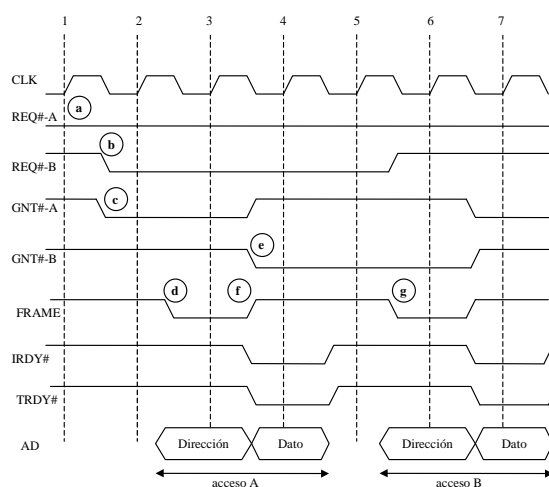 1 2 3 4 5 6 7
CLK
REQ#-A
a
REQ#-B
b
GNT#-A
c
GNT#-B
e
FRAME
d f g
IRDY#
TRDY#
AD Dirección Dato Dirección Dato
acceso A acceso B